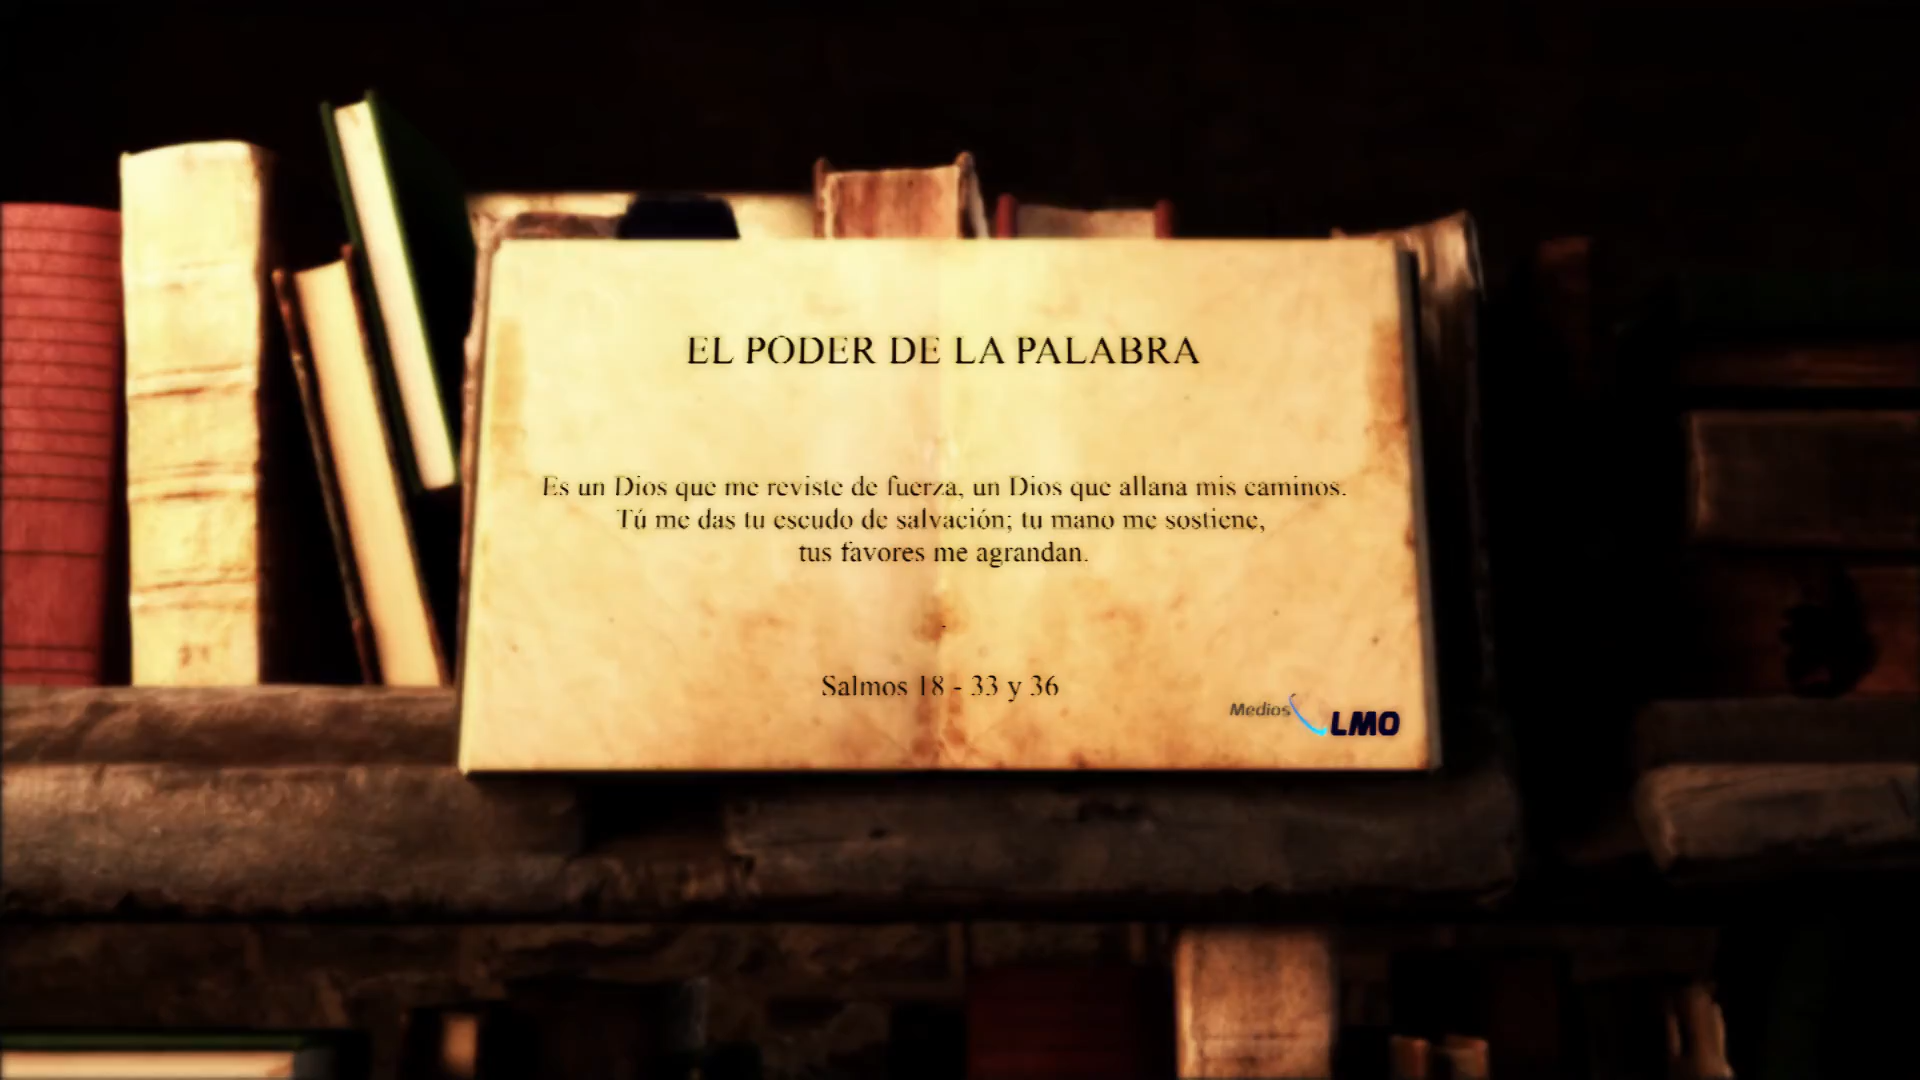 EL PODER DE LA PALABRA
Es un Dios que me reviste de fuerza, un Dios que allana mis caminos.
Tú me das tu escudo de salvación; tu mano me sostiene,
tus favores me agrandan.
-
Salmos 18 - 33 y 36
Medios LMO